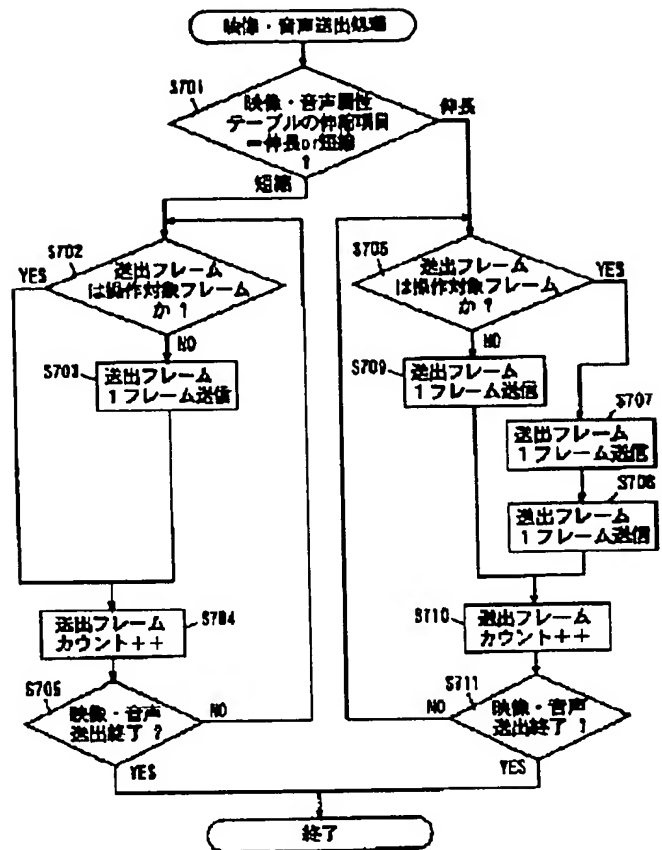 映像・音声送出処理
S701
映像・音声属性
テーブルの伸縮項目
=伸長or短縮
?
伸長
短縮
S702
YES
送出フレーム
は操作対象フレーム
か?
NO
S703
送出フレーム
1フレーム送信
S706
送出フレーム
は操作対象フレーム
か?
YES
NO
S709
送出フレーム
1フレーム送信
S707
送出フレーム
1フレーム送信
S708
送出フレーム
1フレーム送信
送出フレーム
カウント++
S704
S710
送出フレーム
カウント++
S705
映像・音声
送出終了?
NO
YES
S711
NO
映像・音声
送出終了?
YES
終了